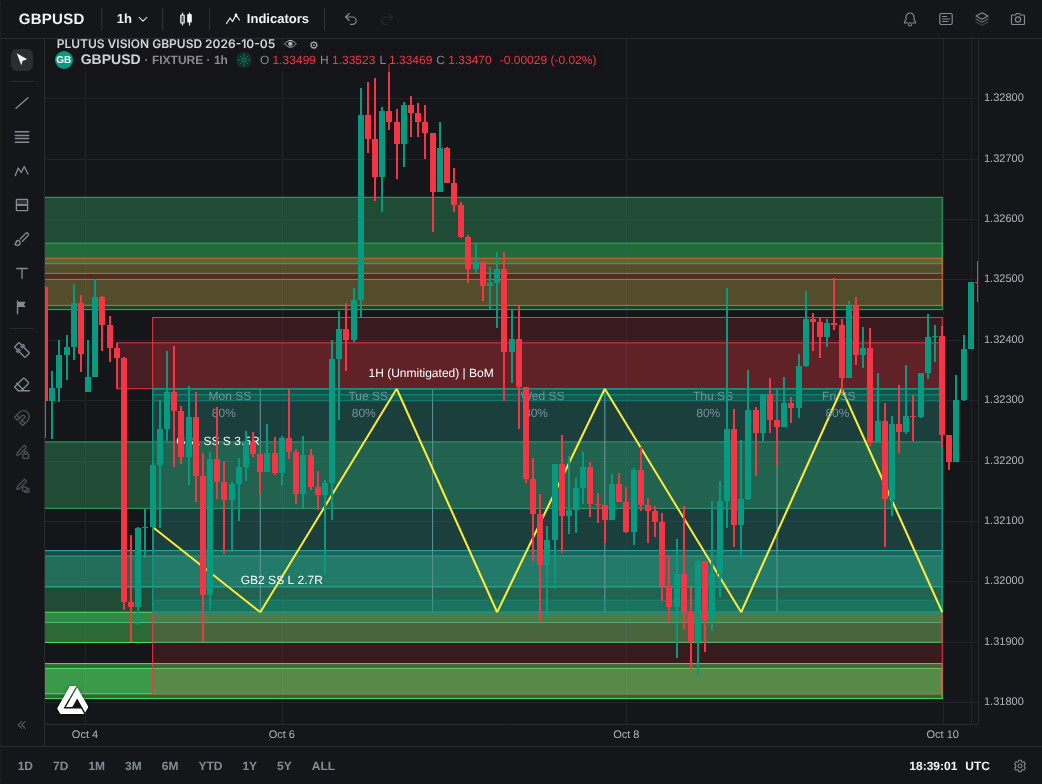 GBPUSD 1h Indicators
PLUTUS VISION GBPUSD 2026-10-05
GB GBPUSD · FIXTURE · 1h O 1.33499 H 1.33523 L 1.33469 C 1.33470 -0.00029 (-0.02%)
1.32800
1.32700
1.32600
1.32500
1.32400
1H (Unmitigated) | BoM
Mon SS Tue SS Wed SS Thu SS Fri SS
1.32300
80% 80% 80% 80% 80%
SS S 3.5R
1.32200
1.32100
GB2 SS L 2.7R
1.32000
1.31900
1.31800
Oct 4 Oct 6 Oct 8 Oct 10
1D 7D 1M 3M 6M YTD 1Y 5Y ALL 18:39:01 UTC